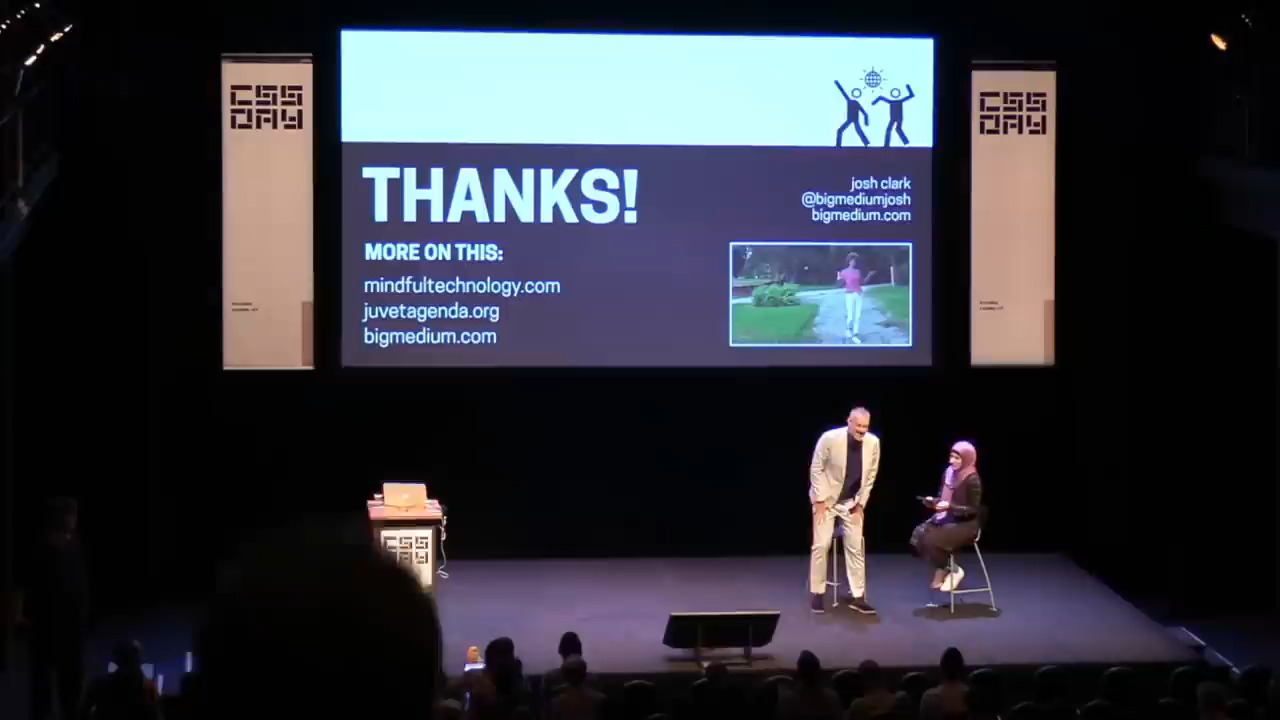 CSS
DAY
CSS
DAY
THANKS!
josh clark
@bigmediumjosh
bigmedium.com
MORE ON THIS:
mindfultechnology.com
juvetagenda.org
bigmedium.com
CSS
DAY